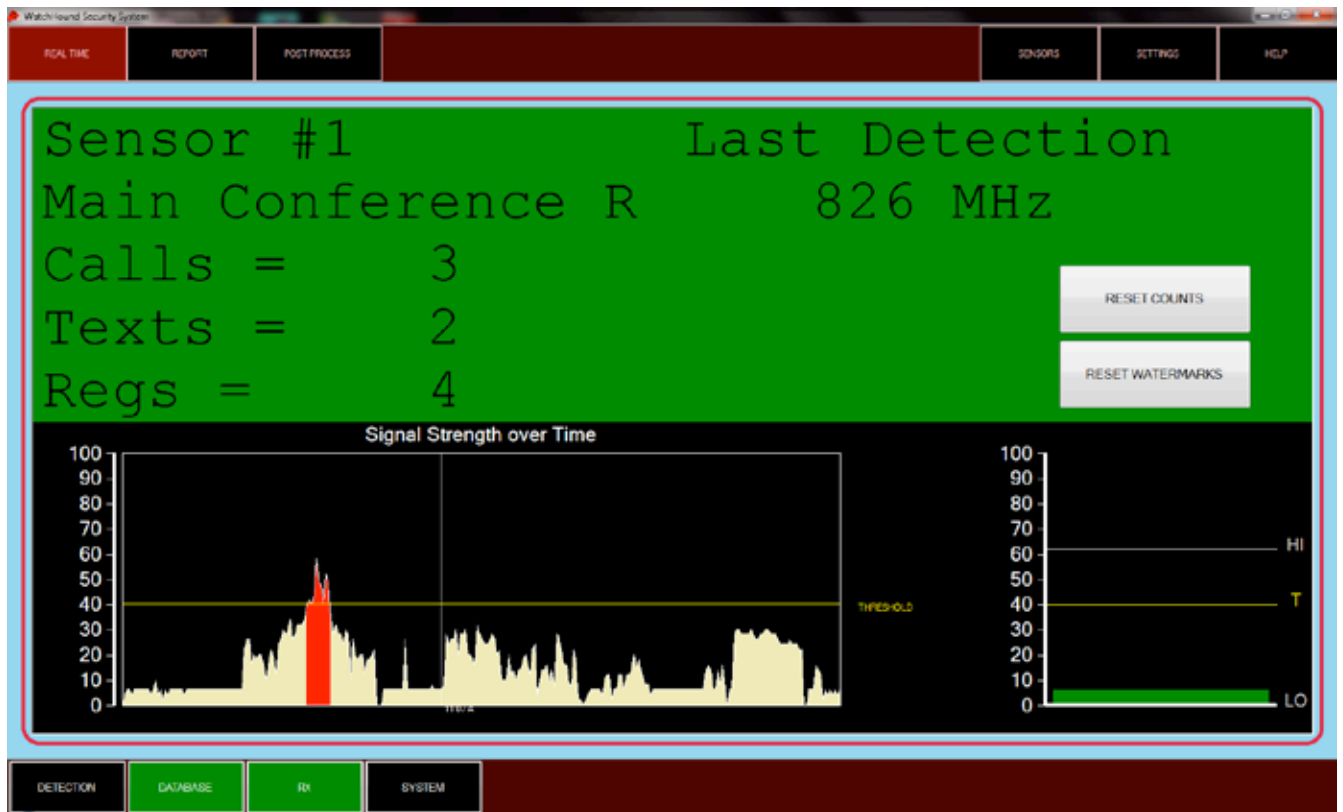 WatchHound Security System
REAL TIME REPORT POST PROCESS SENSORS SETTINGS HELP
Sensor #1 Last Detection
Main Conference R 826 MHz
Calls = 3
Texts = 2
Regs = 4
RESET COUNTS
RESET WATERMARKS
Signal Strength over Time
100
90
80
70
60
50
40
30
20
10
0
THRESHOLD
100
90
80
70
60
50
40
30
20
10
0
HI
T
LO
DETECTION DATABASE RX SYSTEM